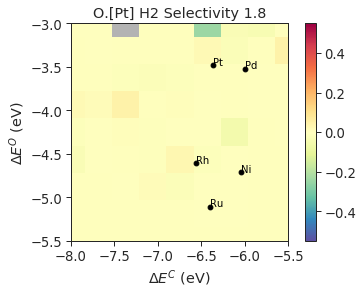 O.[Pt] H2 Selectivity 1.8
ΔE^O (eV)
−3.0
−3.5
−4.0
−4.5
−5.0
−5.5
Pt
Pd
Rh
Ni
Ru
−8.0 −7.5 −7.0 −6.5 −6.0 −5.5
ΔE^C (eV)
0.4
0.2
0.0
−0.2
−0.4